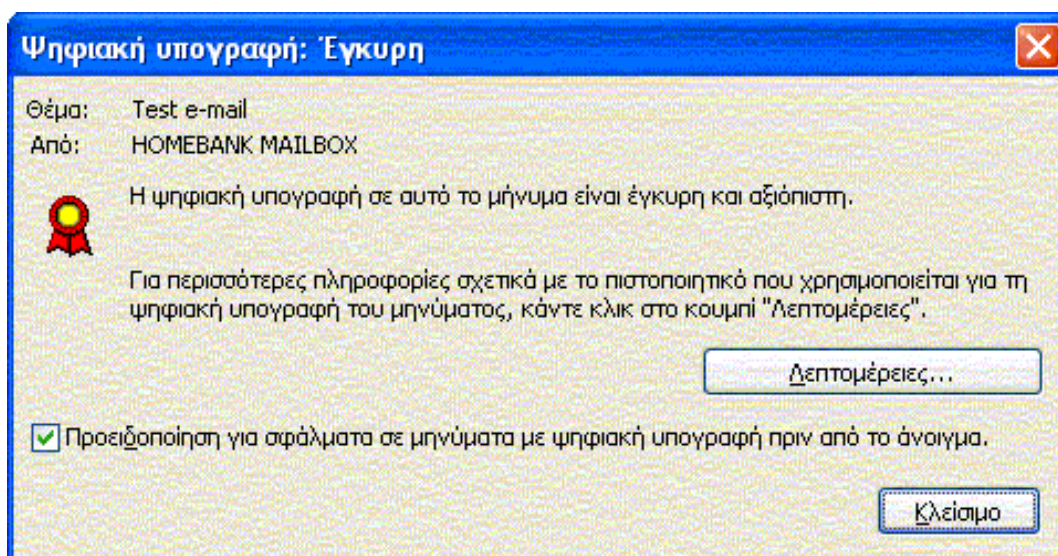 Ψηφιακή υπογραφή: Έγκυρη
Θέμα: Test e-mail
Από: HOMEBANK MAILBOX
Η ψηφιακή υπογραφή σε αυτό το μήνυμα είναι έγκυρη και αξιόπιστη.
Για περισσότερες πληροφορίες σχετικά με το πιστοποιητικό που χρησιμοποιείται για τη
ψηφιακή υπογραφή του μηνύματος, κάντε κλικ στο κουμπί "Λεπτομέρειες".
Λεπτομέρειες...
Προειδοποίηση για σφάλματα σε μηνύματα με ψηφιακή υπογραφή πριν από το άνοιγμα.
Κλείσιμο